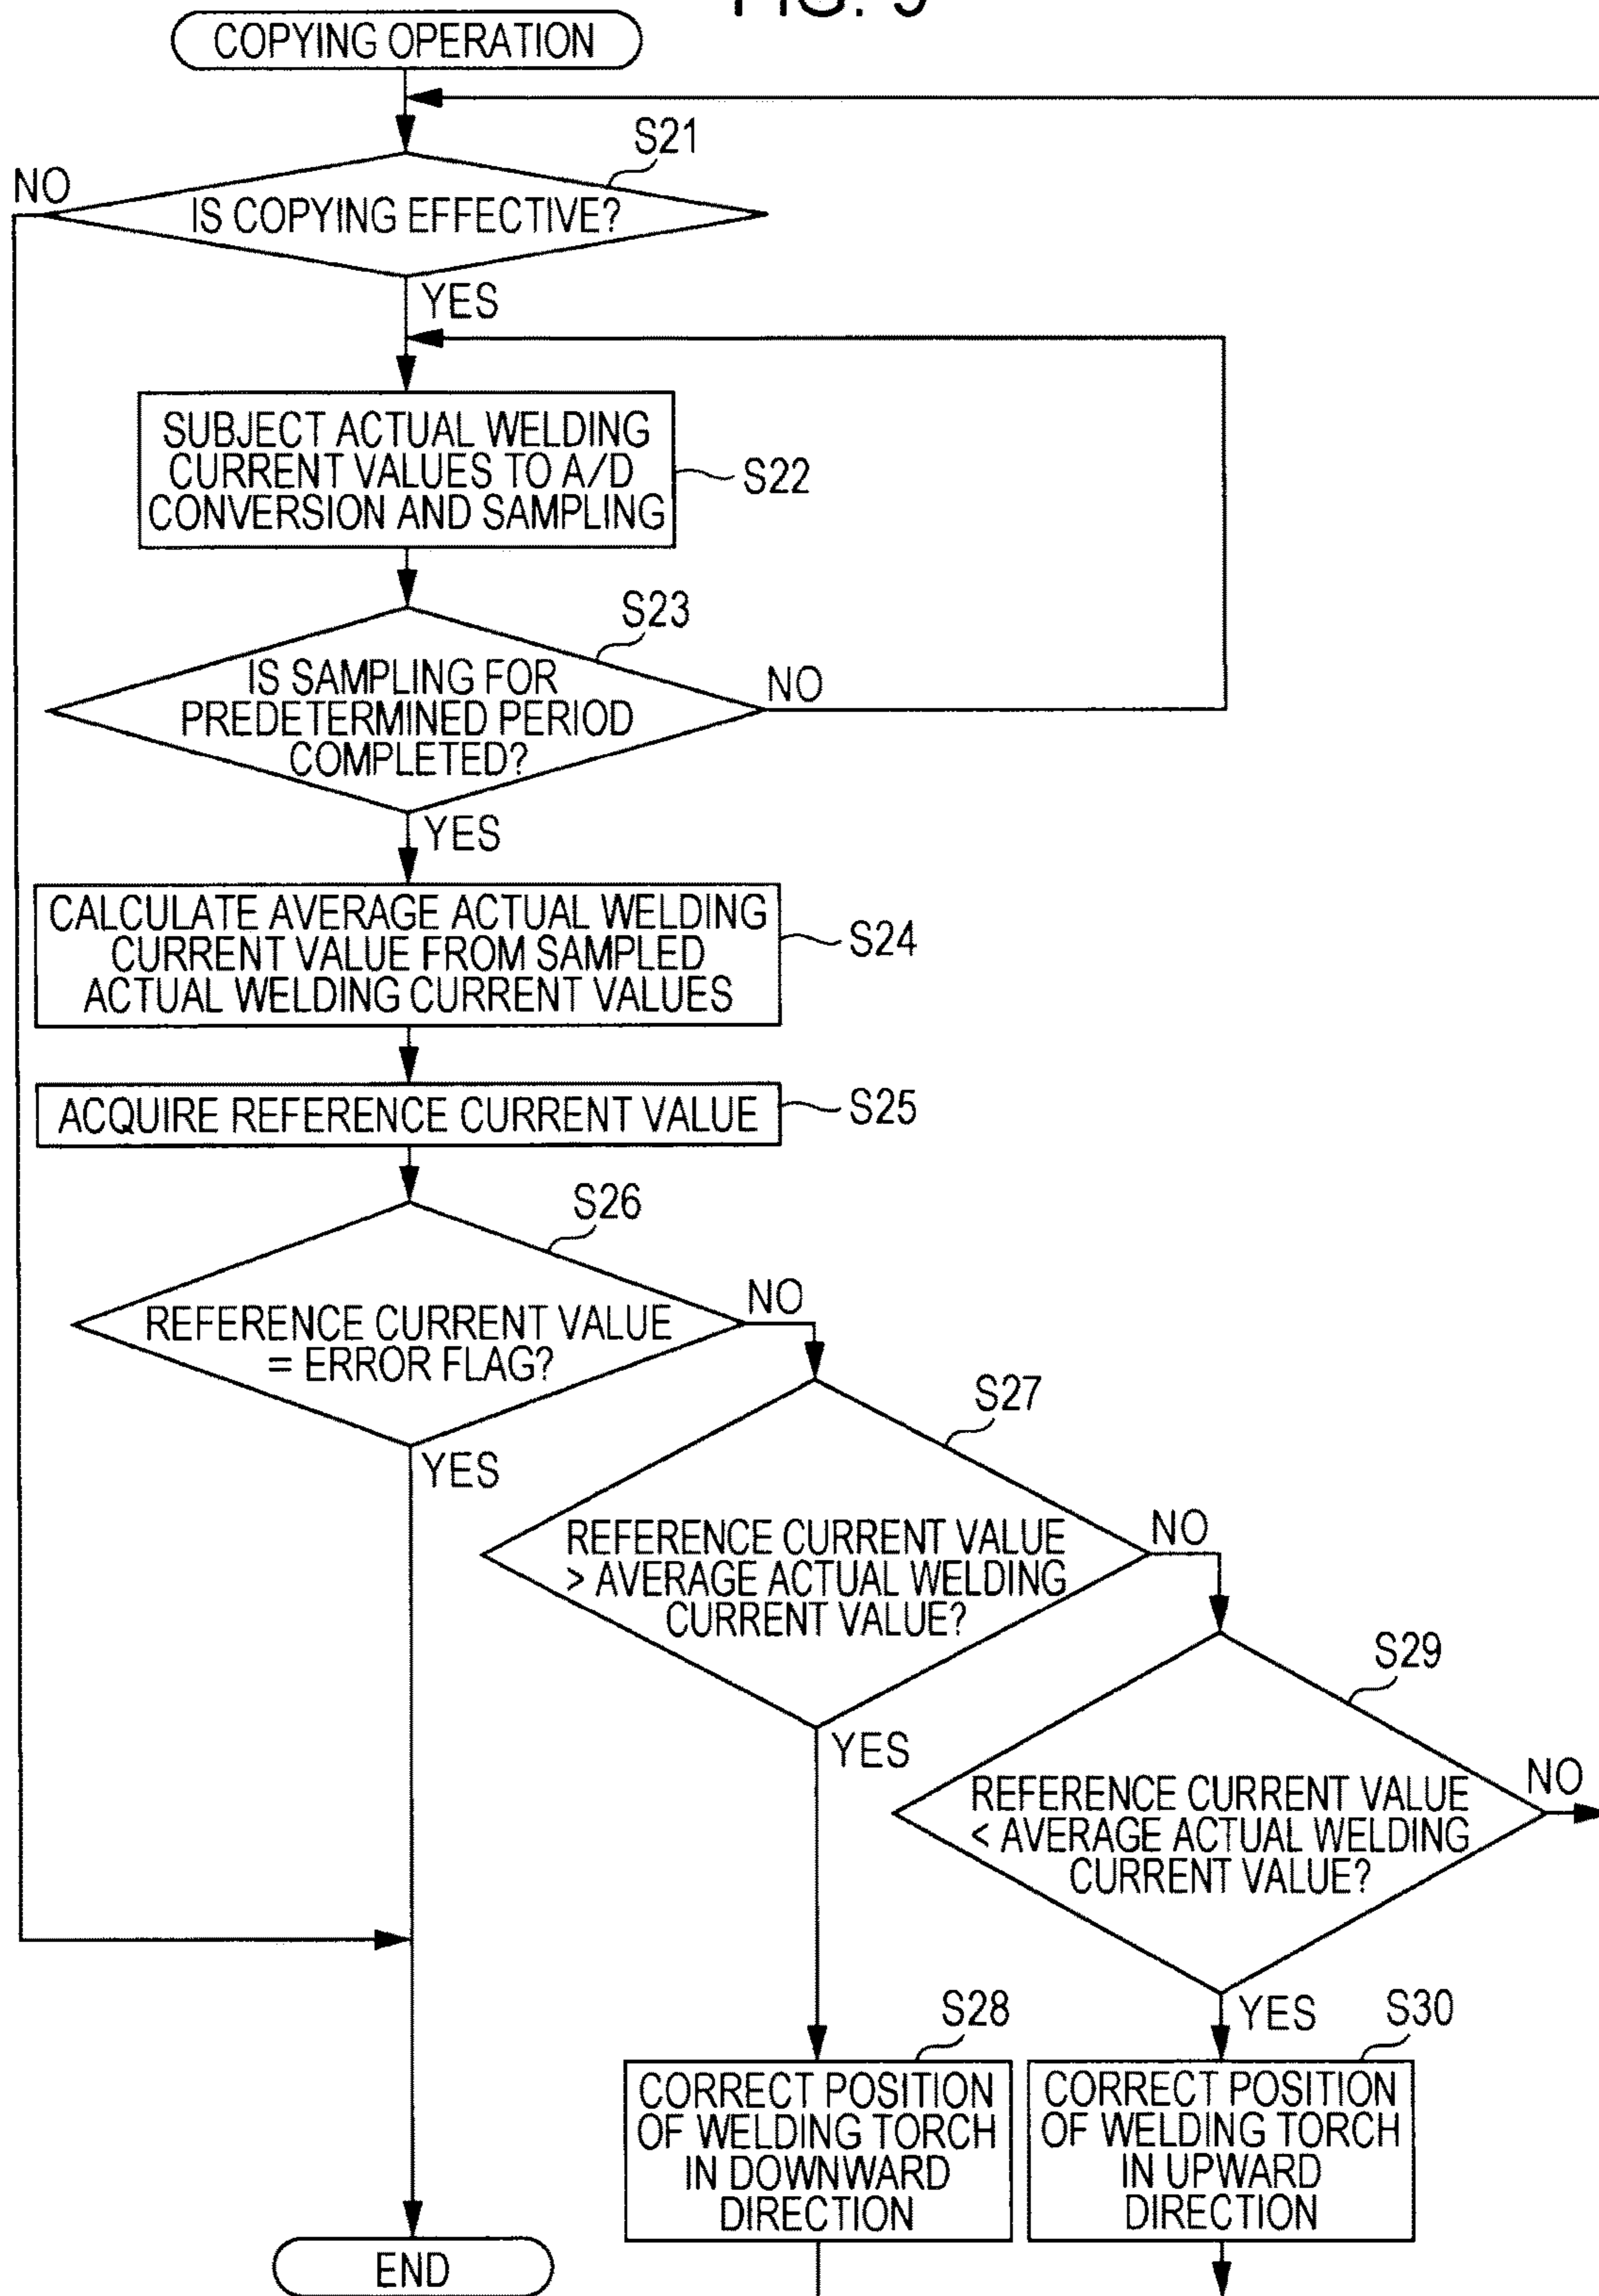 COPYING OPERATION
S21
NO
IS COPYING EFFECTIVE?
YES
SUBJECT ACTUAL WELDING
CURRENT VALUES TO A/D
CONVERSION AND SAMPLING
S22
S23
IS SAMPLING FOR
PREDETERMINED PERIOD
COMPLETED?
NO
YES
CALCULATE AVERAGE ACTUAL WELDING
CURRENT VALUE FROM SAMPLED
ACTUAL WELDING CURRENT VALUES
S24
ACQUIRE REFERENCE CURRENT VALUE
S25
S26
REFERENCE CURRENT VALUE
= ERROR FLAG?
NO
YES
S27
REFERENCE CURRENT VALUE
> AVERAGE ACTUAL WELDING
CURRENT VALUE?
NO
YES
S29
REFERENCE CURRENT VALUE
< AVERAGE ACTUAL WELDING
CURRENT VALUE?
NO
YES
S28
CORRECT POSITION
OF WELDING TORCH
IN DOWNWARD
DIRECTION
S30
CORRECT POSITION
OF WELDING TORCH
IN UPWARD
DIRECTION
END